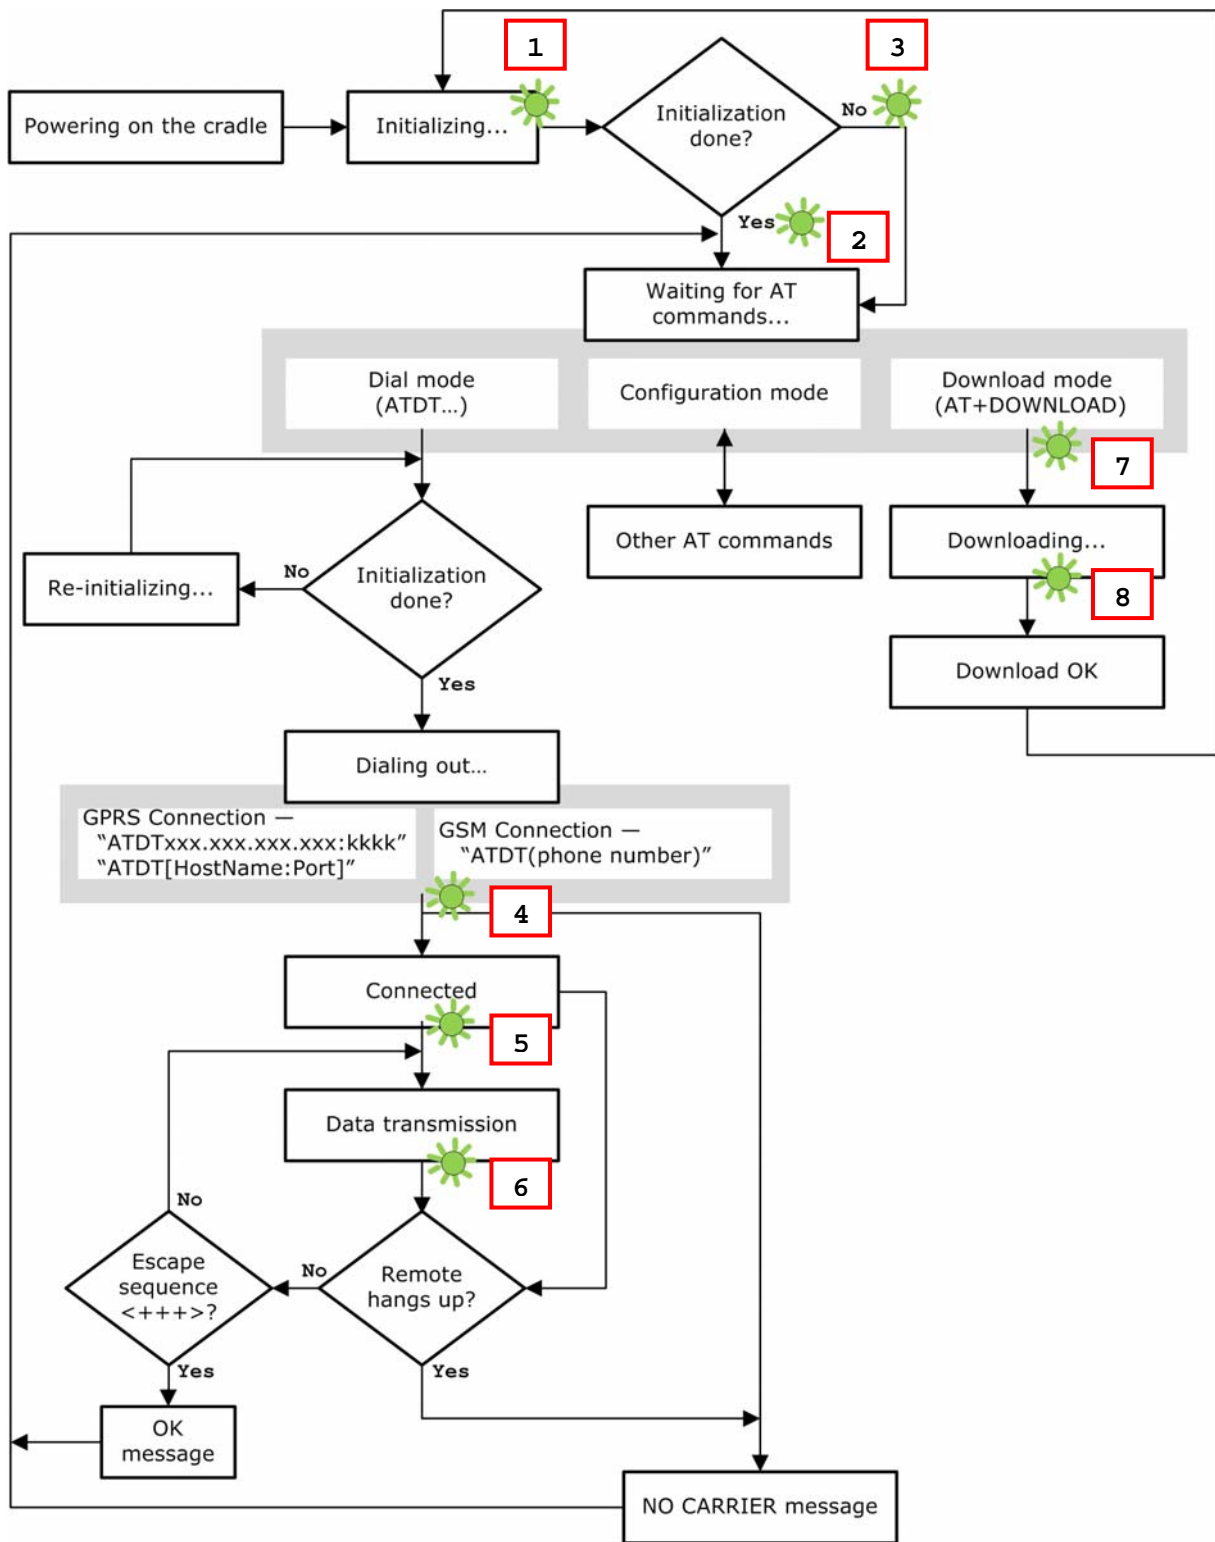 1
3
Powering on the cradle
Initializing...
Initialization
done?
No
Yes
2
Waiting for AT
commands...
Dial mode
(ATDT...)
Configuration mode
Download mode
(AT+DOWNLOAD)
7
Re-initializing...
No
Initialization
done?
Other AT commands
Downloading...
8
Yes
Download OK
Dialing out...
GPRS Connection —
“ATDTxxx.xxx.xxx.xxx:kkkk”
“ATDT[HostName:Port]”
GSM Connection —
“ATDT(phone number)”
4
Connected
5
Data transmission
6
No
Escape
sequence
<+++>?
No
Remote
hangs up?
Yes
Yes
OK
message
NO CARRIER message